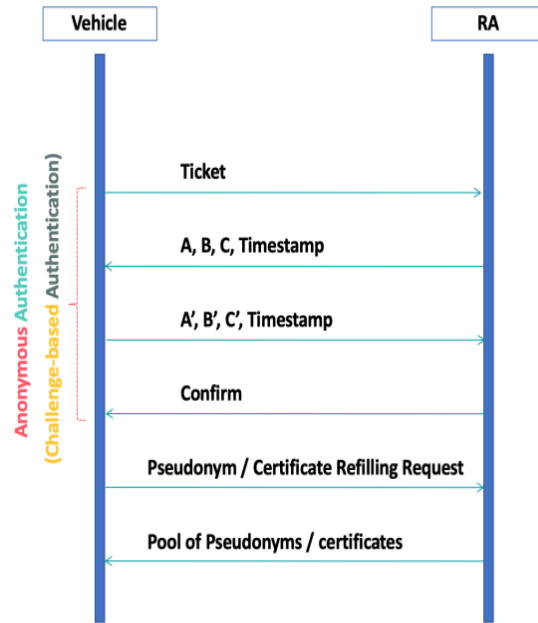 Vehicle
RA
Ticket
A, B, C, Timestamp
A’, B’, C’, Timestamp
Confirm
Pseudonym / Certificate Refilling Request
Pool of Pseudonyms / certificates
Anonymous Authentication
(Challenge-based Authentication)